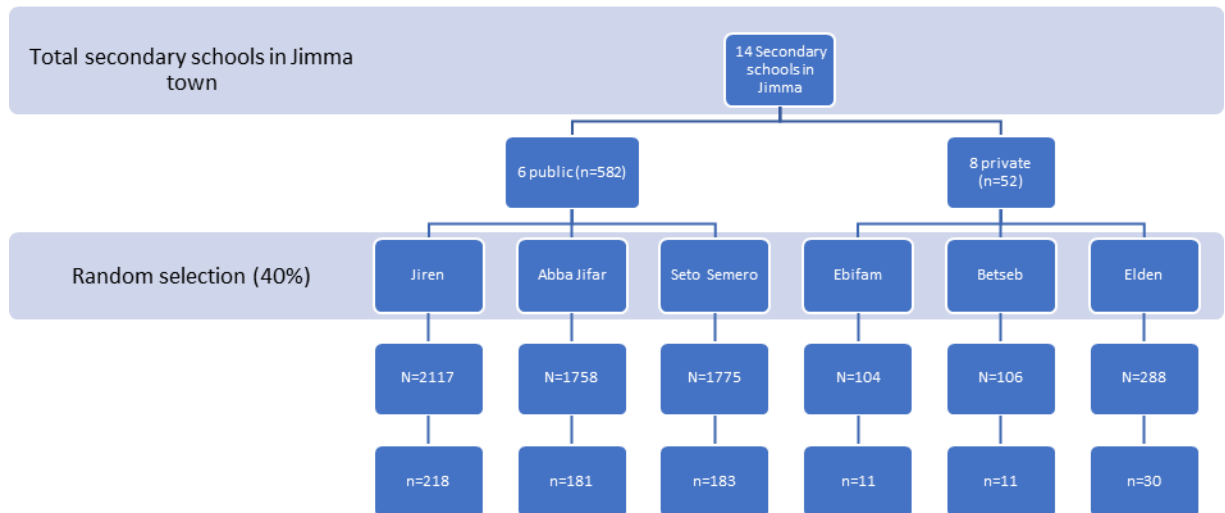 Total secondary schools in Jimma
town
14 Secondary
schools in
Jimma
6 public (n=582)
8 private
(n=52)
Random selection (40%)
Jiren
Abba Jifar
Seto Semero
Ebifam
Betseb
Elden
N=2117
N=1758
N=1775
N=104
N=106
N=288
n=218
n=181
n=183
n=11
n=11
n=30